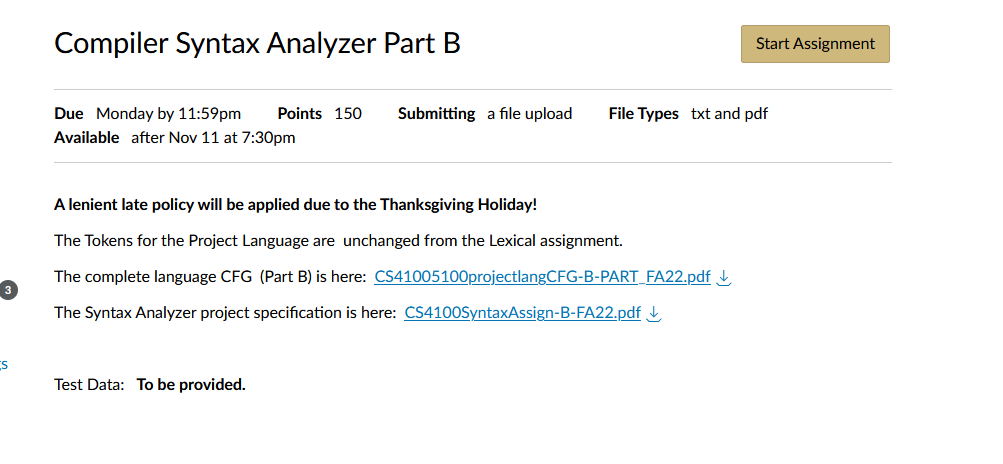 Compiler Syntax Analyzer Part B
Start Assignment
Due Monday by 11:59pm Points 150 Submitting a file upload File Types txt and pdf
Available after Nov 11 at 7:30pm
A lenient late policy will be applied due to the Thanksgiving Holiday!
The Tokens for the Project Language are unchanged from the Lexical assignment.
The complete language CFG (Part B) is here: CS41005100projectlangCFG-B-PART_FA22.pdf
3
The Syntax Analyzer project specification is here: CS4100SyntaxAssign-B-FA22.pdf
s
Test Data: To be provided.